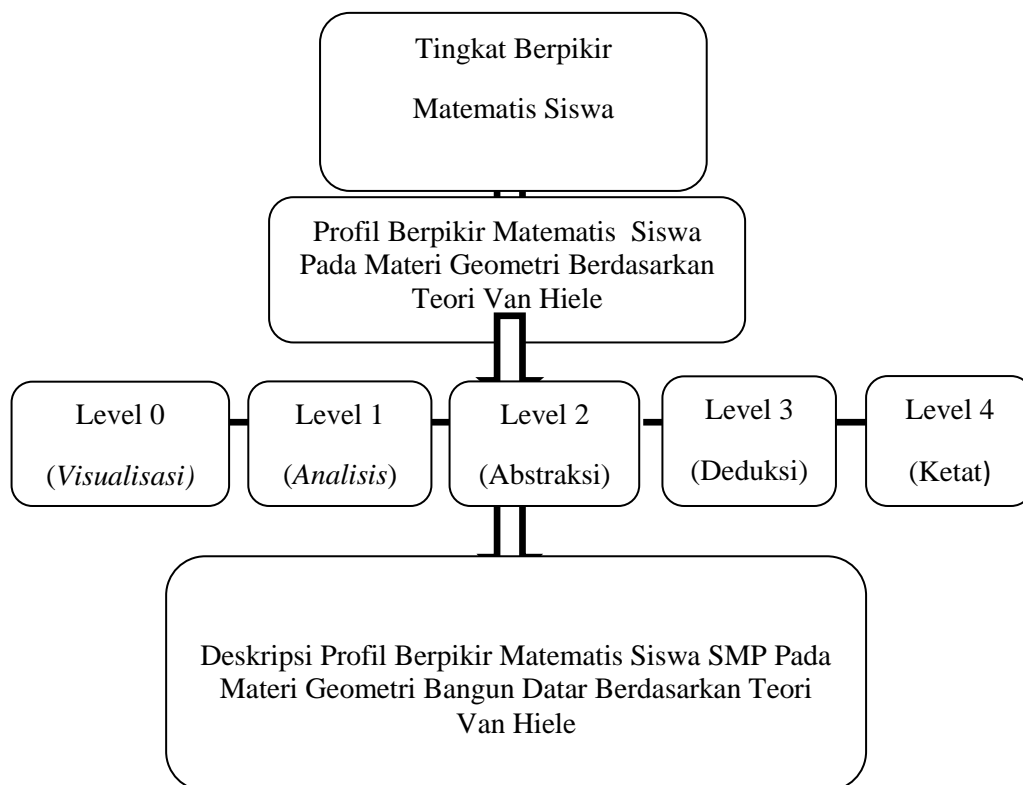 Tingkat Berpikir
Matematis Siswa
Profil Berpikir Matematis Siswa
Pada Materi Geometri Berdasarkan
Teori Van Hiele
Level 0
(Visualisasi)
Level 1
(Analisis)
Level 2
(Abstraksi)
Level 3
(Deduksi)
Level 4
(Ketat)
Deskripsi Profil Berpikir Matematis Siswa SMP Pada
Materi Geometri Bangun Datar Berdasarkan Teori
Van Hiele